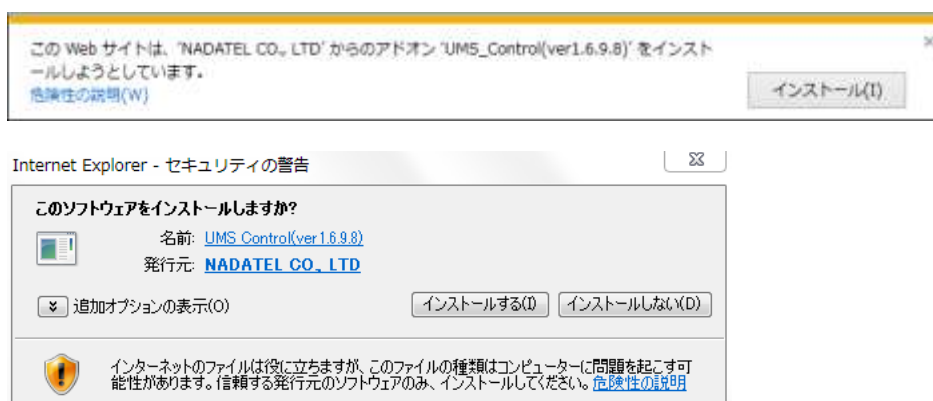 この Web サイトは、'NADATEL CO., LTD' からのアドオン 'UMS_Control(ver1.6.9.8)' をインスト
ールしようとしています。
危険性の説明(W)
インストール(I)
Internet Explorer - セキュリティの警告
このソフトウェアをインストールしますか?
名前: UMS Control(ver1.6.9.8)
発行元: NADATEL CO., LTD
追加オプションの表示(O)
インストールする(I)
インストールしない(D)
インターネットのファイルは役に立ちますが、このファイルの種類はコンピューターに問題を起こす可
能性があります。信頼する発行元のソフトウェアのみ、インストールしてください。危険性の説明